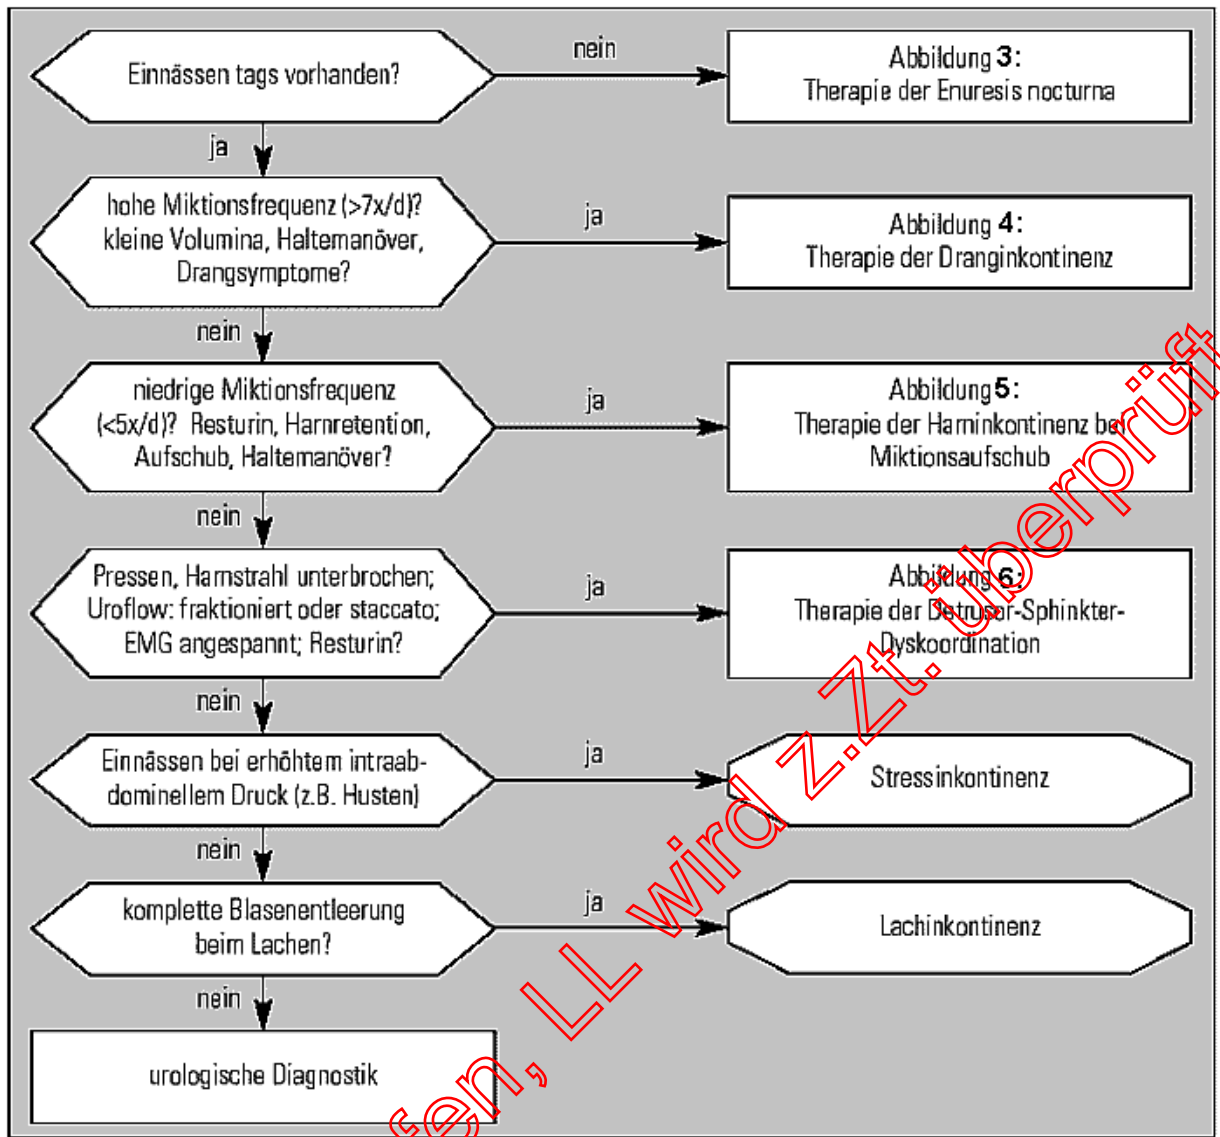 Einnässen tags vorhanden?
nein
Abbildung 3:
Therapie der Enuresis nocturna
ja
hohe Miktionsfrequenz (>7x/d)?
kleine Volumina, Haltemanöver,
Drangsymptome?
ja
Abbildung 4:
Therapie der Dranginkontinenz
nein
niedrige Miktionsfrequenz
(<5x/d)? Resturin, Harnretention,
Aufschub, Haltemanöver?
ja
Abbildung 5:
Therapie der Harninkontinenz bei
Miktionsaufschub
nein
Pressen, Harnstrahl unterbrochen;
Uroflow: fraktioniert oder staccato;
EMG angespannt; Resturin?
ja
Abbildung 6:
Therapie der Detrusor-Sphinkter-
Dyskoordination
nein
Einnässen bei erhöhtem intraab-
dominellem Druck (z.B. Husten)
ja
Stressinkontinenz
nein
komplette Blasenentleerung
beim Lachen?
ja
Lachinkontinenz
nein
urologische Diagnostik
fen, LL wird z.Zt. überprüft